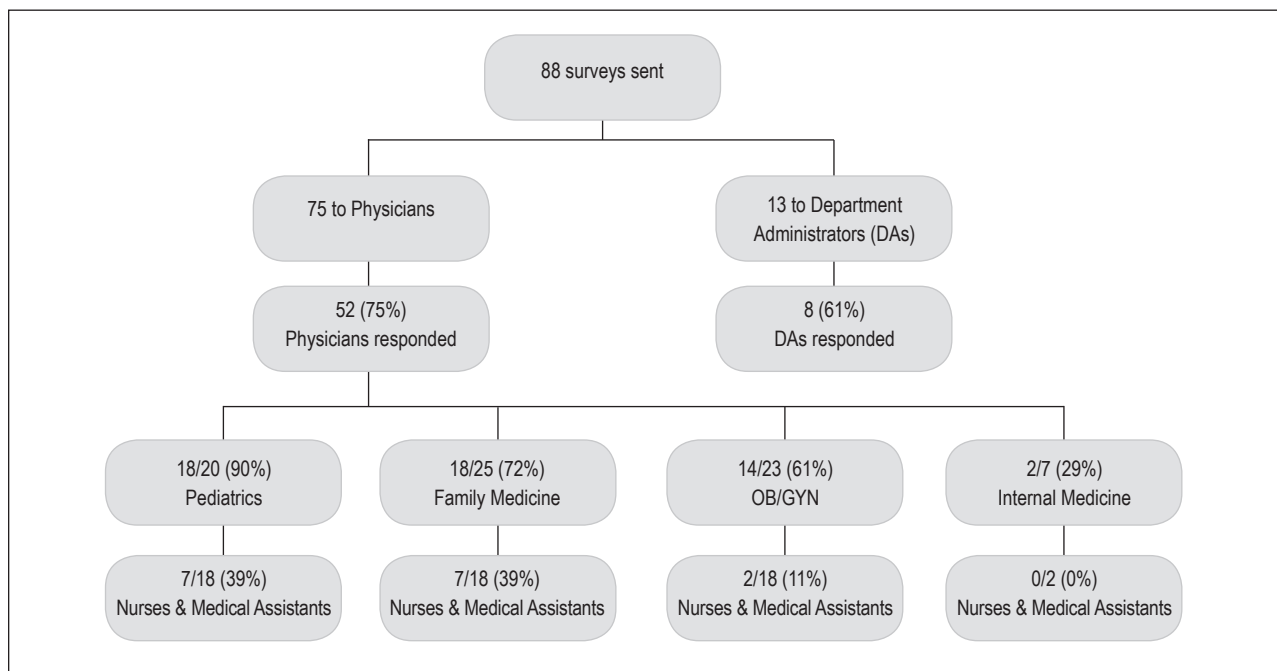 88 surveys sent
75 to Physicians
13 to Department
Administrators (DAs)
52 (75%)
Physicians responded
8 (61%)
DAs responded
18/20 (90%)
Pediatrics
18/25 (72%)
Family Medicine
14/23 (61%)
OB/GYN
2/7 (29%)
Internal Medicine
7/18 (39%)
Nurses & Medical Assistants
7/18 (39%)
Nurses & Medical Assistants
2/18 (11%)
Nurses & Medical Assistants
0/2 (0%)
Nurses & Medical Assistants